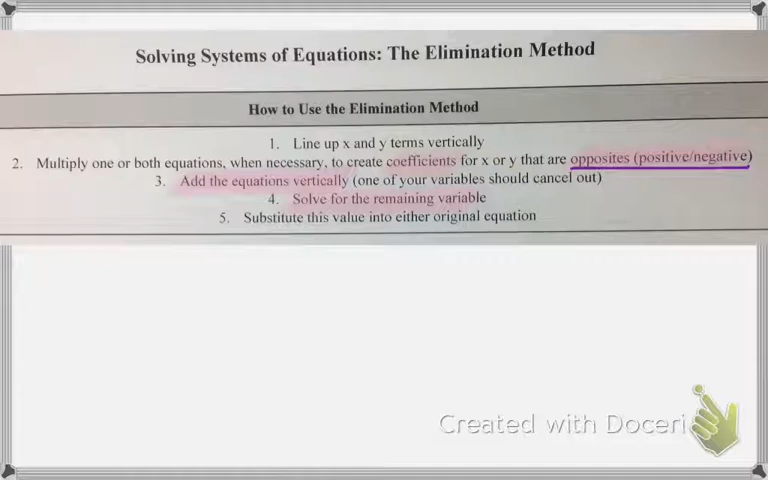 Solving Systems of Equations: The Elimination Method
How to Use the Elimination Method
1. Line up x and y terms vertically
2. Multiply one or both equations, when necessary, to create coefficients for x or y that are opposites (positive/negative)
3. Add the equations vertically (one of your variables should cancel out)
4. Solve for the remaining variable
5. Substitute this value into either original equation
Created with Doceri